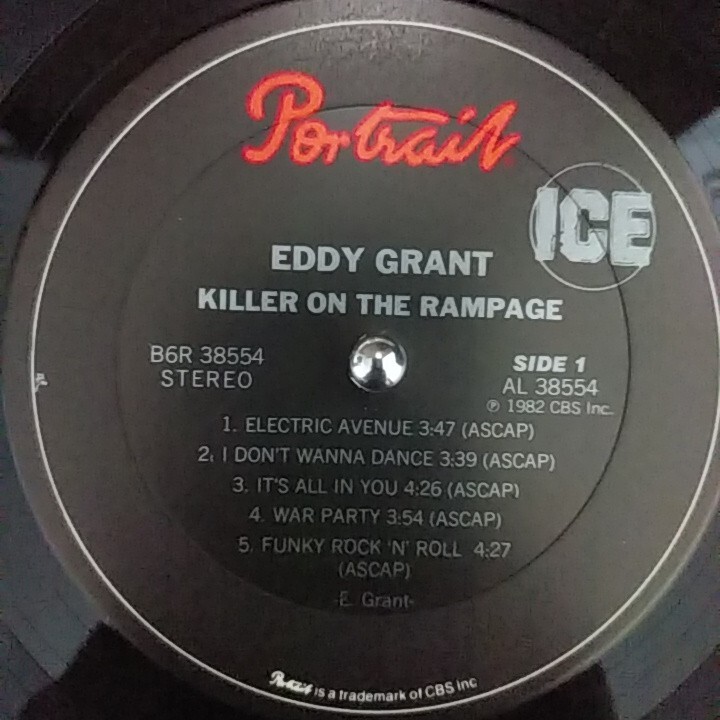 Portrait
ICE
EDDY GRANT
KILLER ON THE RAMPAGE
B6R 38554
STEREO
SIDE 1
AL 38554
℗ 1982 CBS Inc.
1. ELECTRIC AVENUE 3:47 (ASCAP)
2. I DON'T WANNA DANCE 3:39 (ASCAP)
3. IT'S ALL IN YOU 4:26 (ASCAP)
4. WAR PARTY 3:54 (ASCAP)
5. FUNKY ROCK 'N' ROLL 4:27
(ASCAP)
-E. Grant-
Portrait is a trademark of CBS Inc